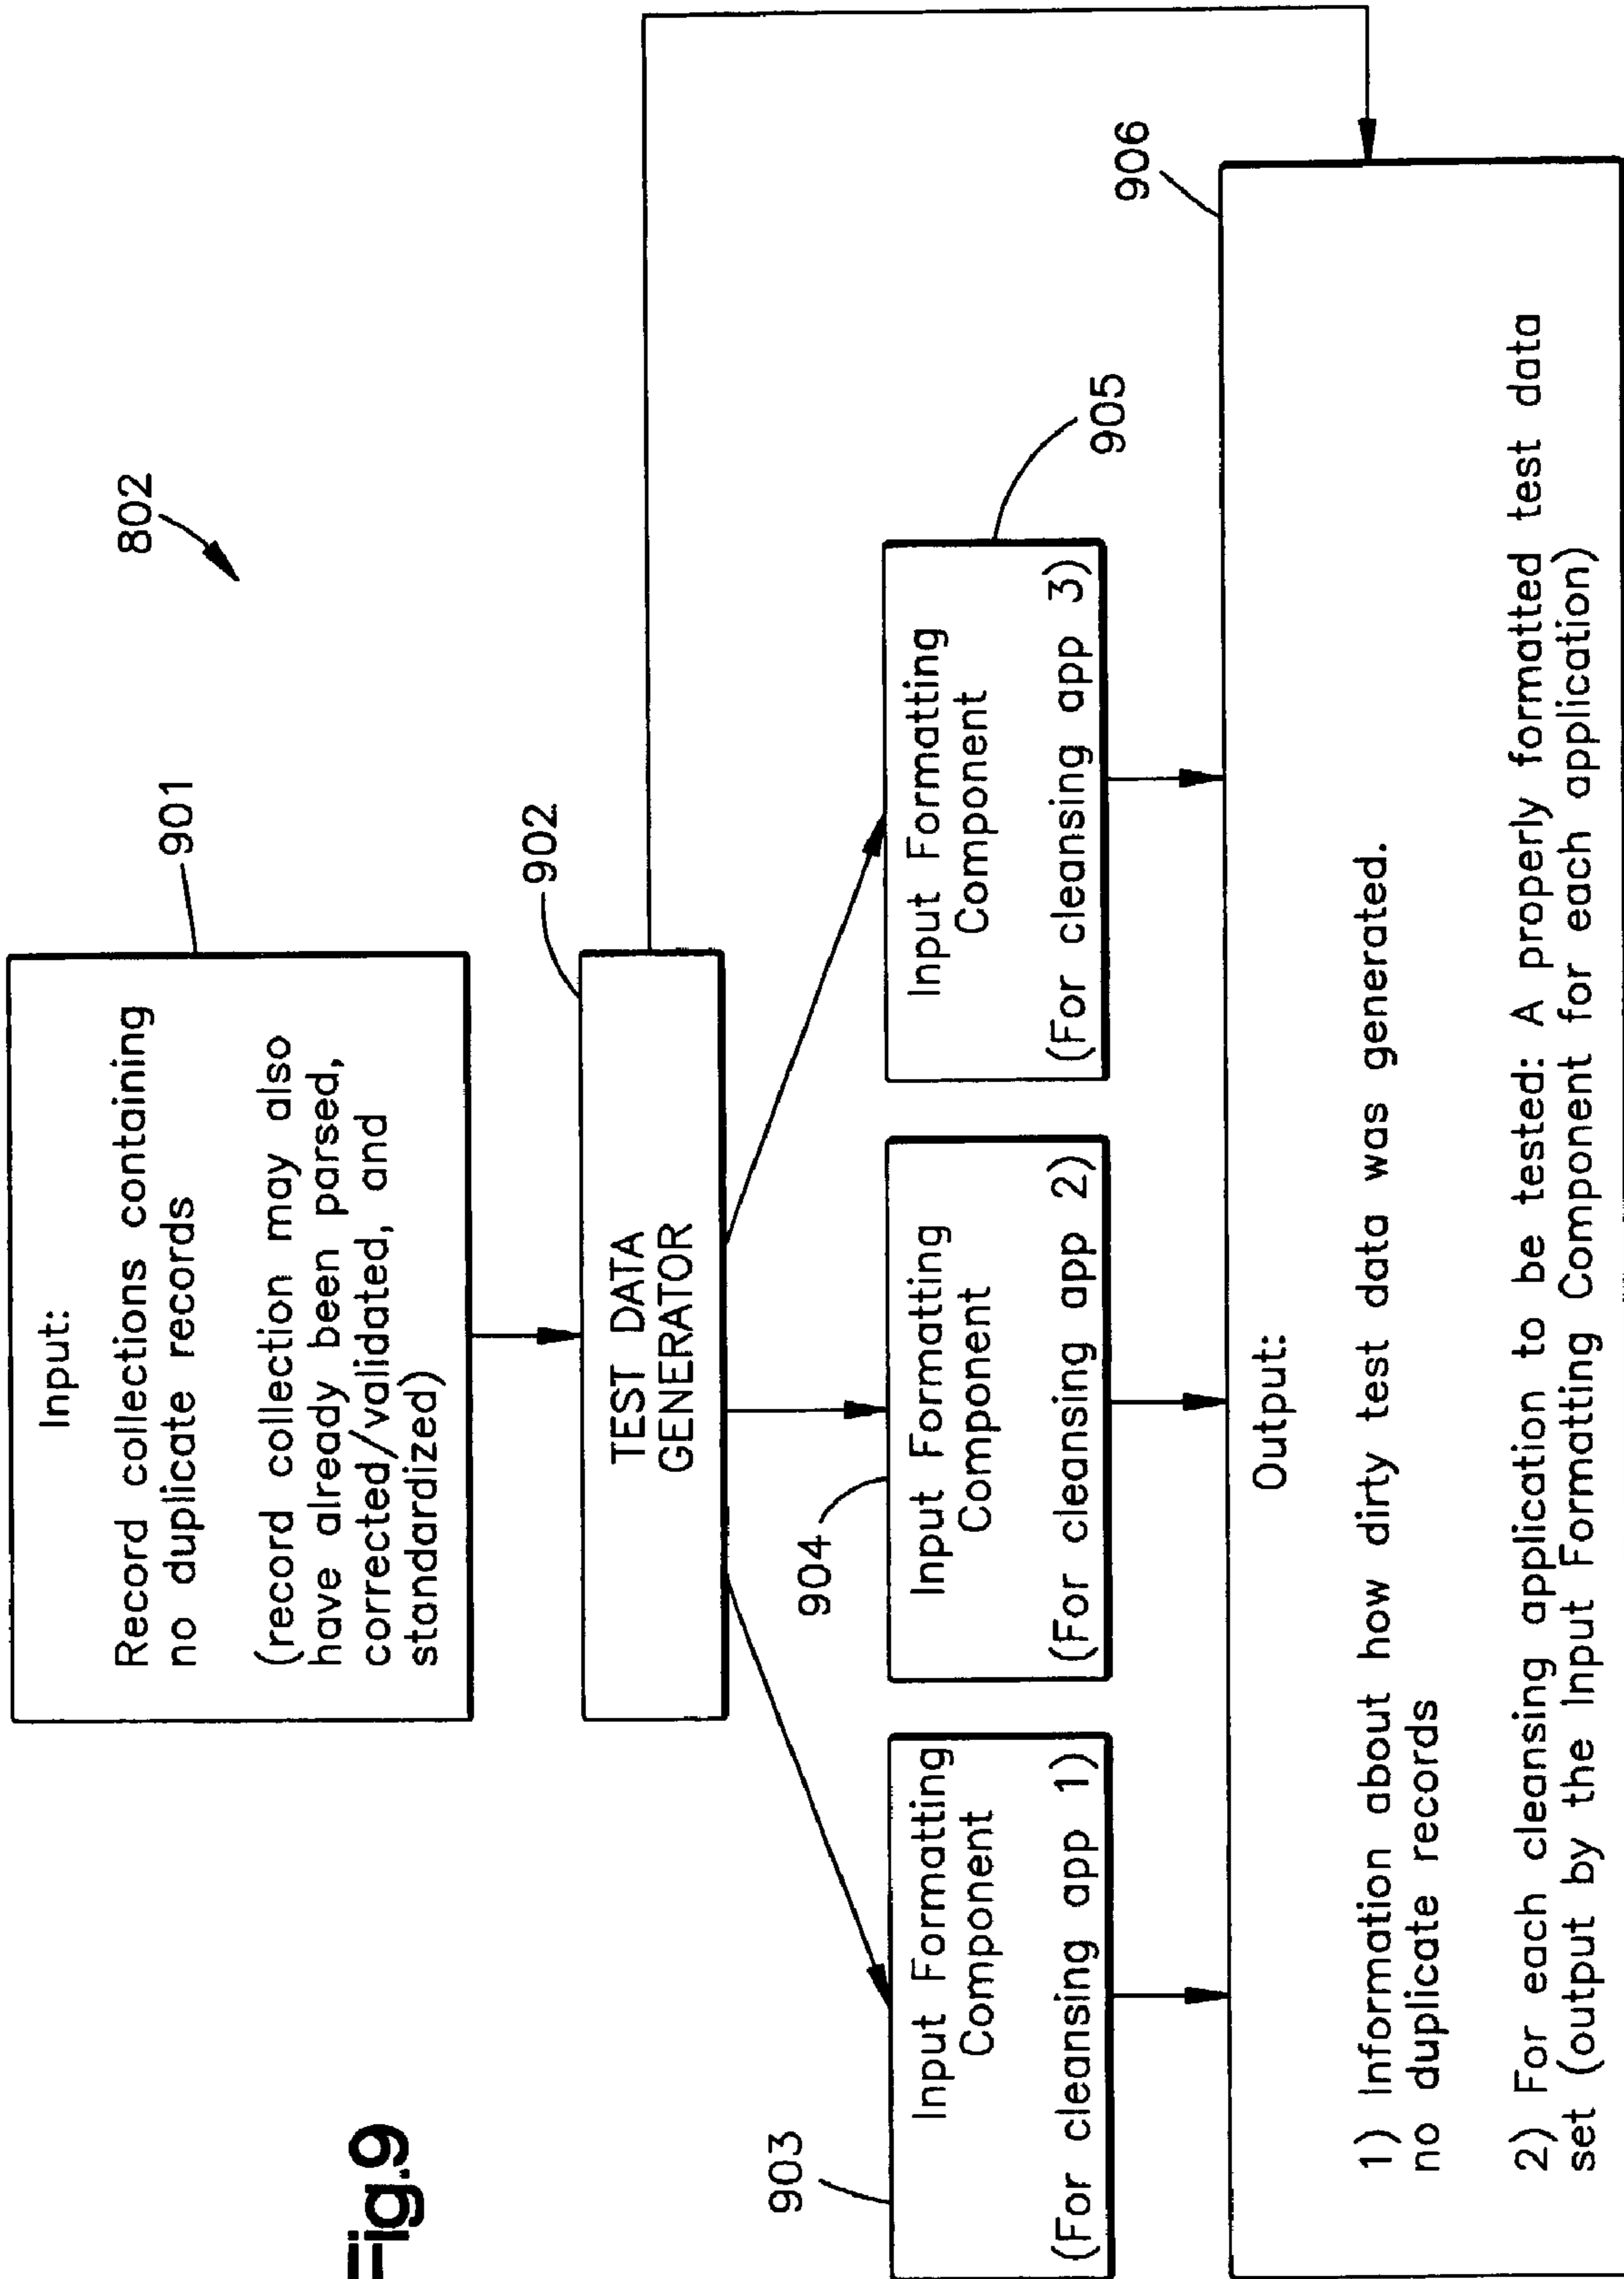 Fig.9
802
Input:
Record collections containing
no duplicate records
(record collection may also
have already been parsed,
corrected/validated, and
standardized)
901
TEST DATA
GENERATOR
902
903
Input Formatting
Component
(For cleansing app 1)
904
Input Formatting
Component
(For cleansing app 2)
Input Formatting
Component
(For cleansing app 3)
905
906
Output:
1) Information about how dirty test data was generated.
no duplicate records
2) For each cleansing application to be tested: A properly formatted test data
set (output by the Input Formatting Component for each application)